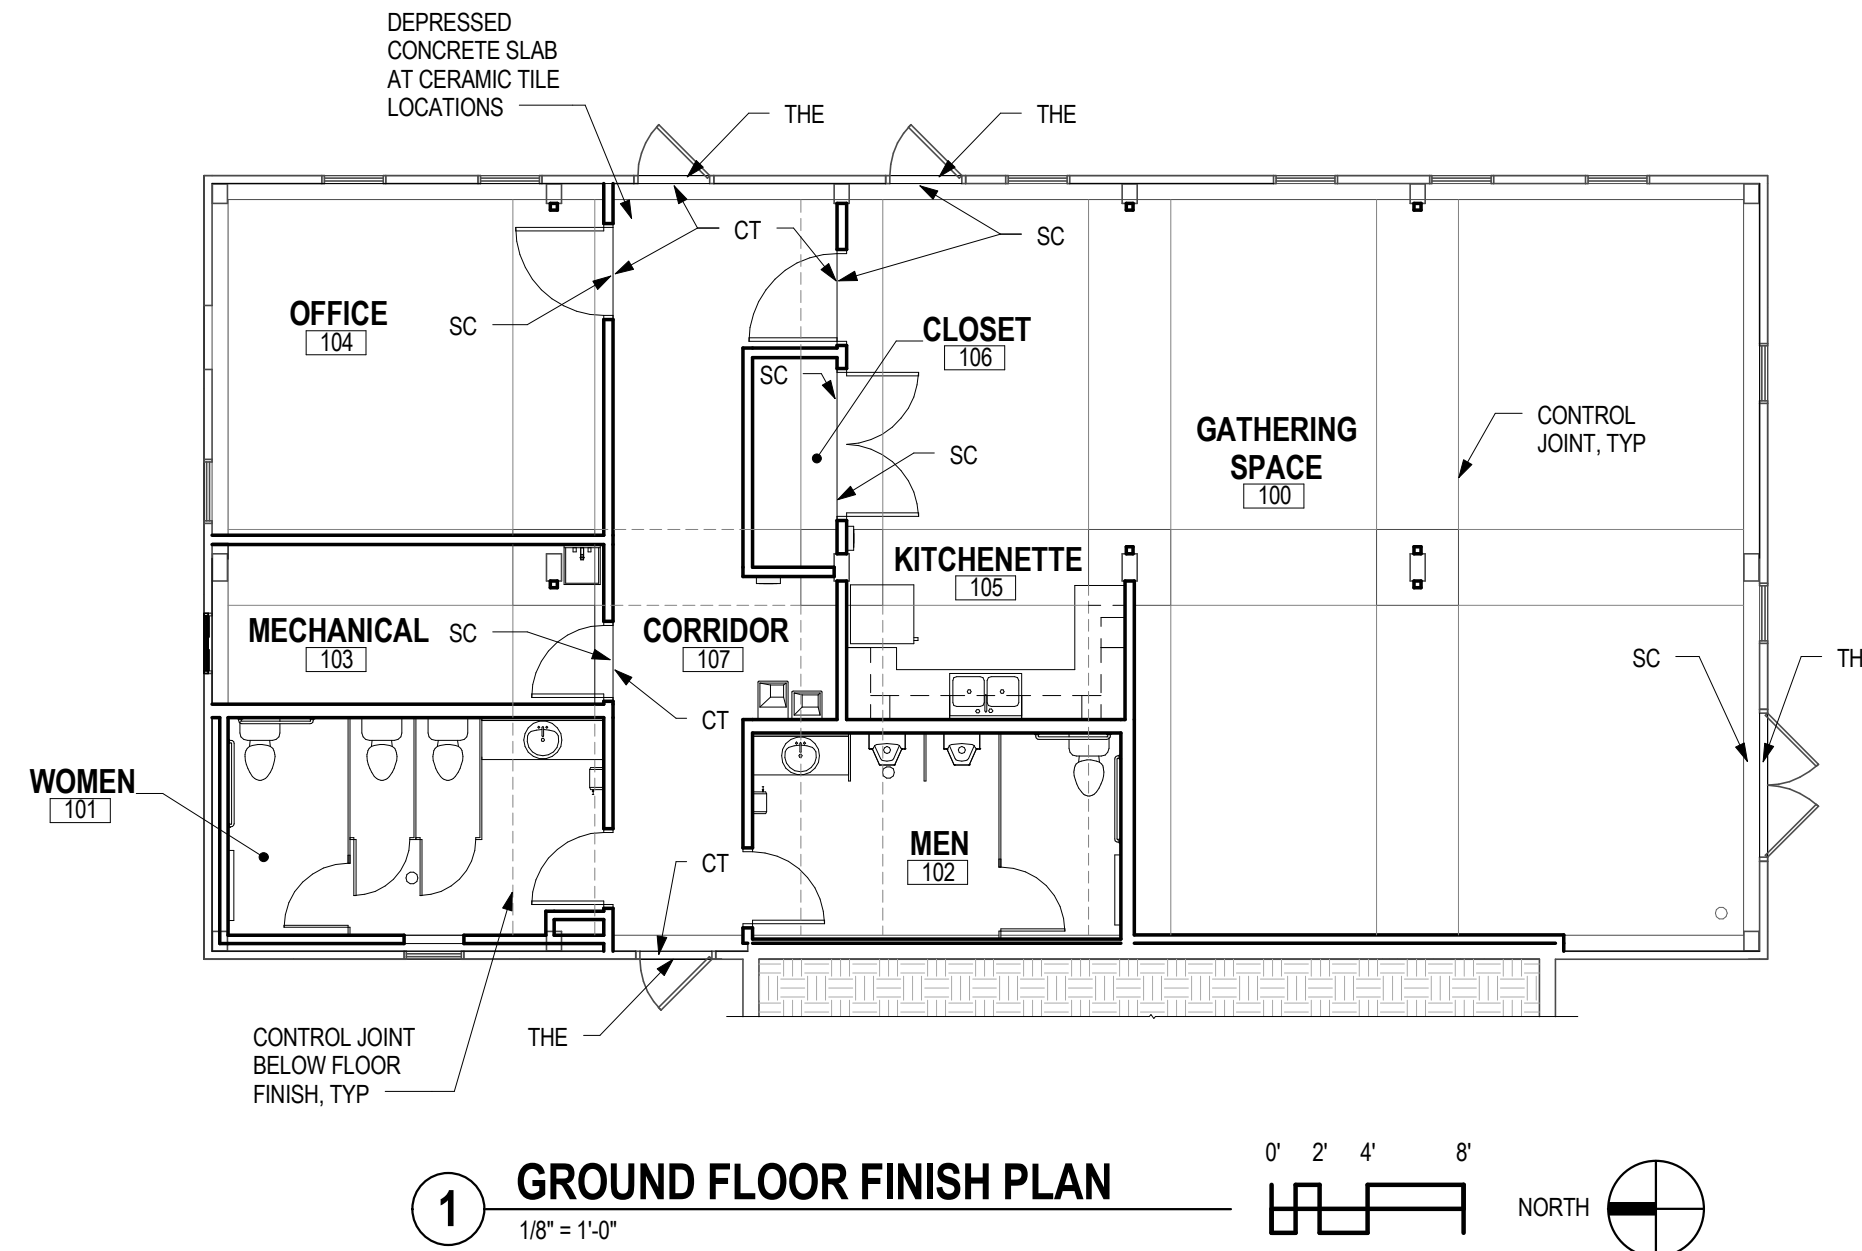 DEPRESSED
CONCRETE SLAB
AT CERAMIC TILE
LOCATIONS
THE
THE
CT
SC
OFFICE
104
SC
CLOSET
106
SC
GATHERING
SPACE
100
CONTROL
JOINT, TYP
SC
KITCHENETTE
105
MECHANICAL
103
SC
CORRIDOR
107
SC
TH
CT
WOMEN
101
MEN
102
CT
CONTROL JOINT
BELOW FLOOR
FINISH, TYP
THE
1
GROUND FLOOR FINISH PLAN
1/8" = 1'-0"
0' 2' 4' 8'
NORTH